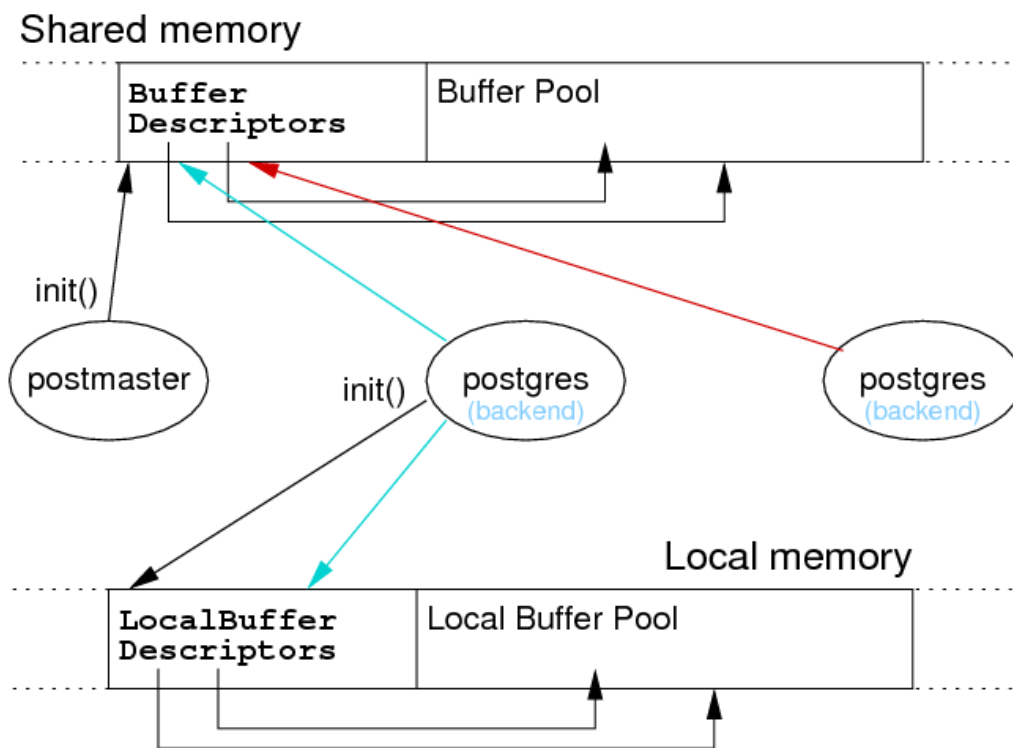 Shared memory
Buffer
Descriptors
Buffer Pool
init()
postmaster
init()
postgres
(backend)
postgres
(backend)
Local memory
LocalBuffer
Descriptors
Local Buffer Pool